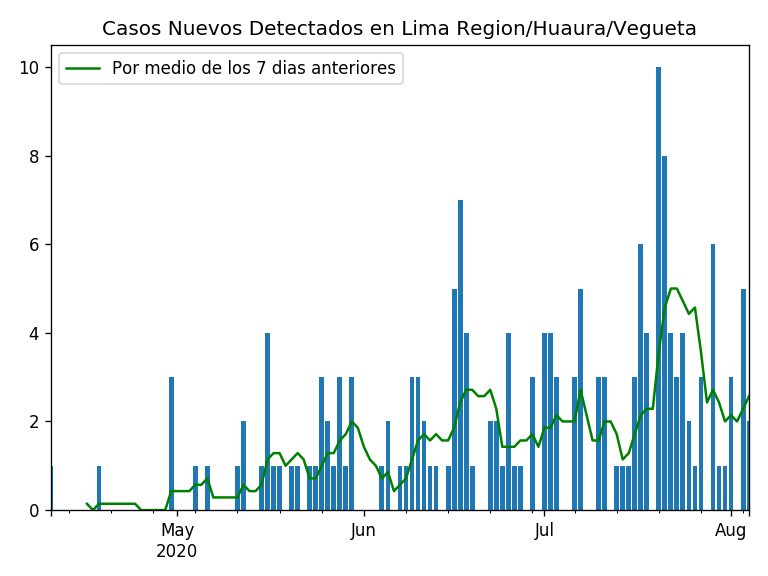 Casos Nuevos Detectados en Lima Region/Huaura/Vegueta
Por medio de los 7 dias anteriores
10
8
6
4
2
0
May
2020
Jun
Jul
Aug